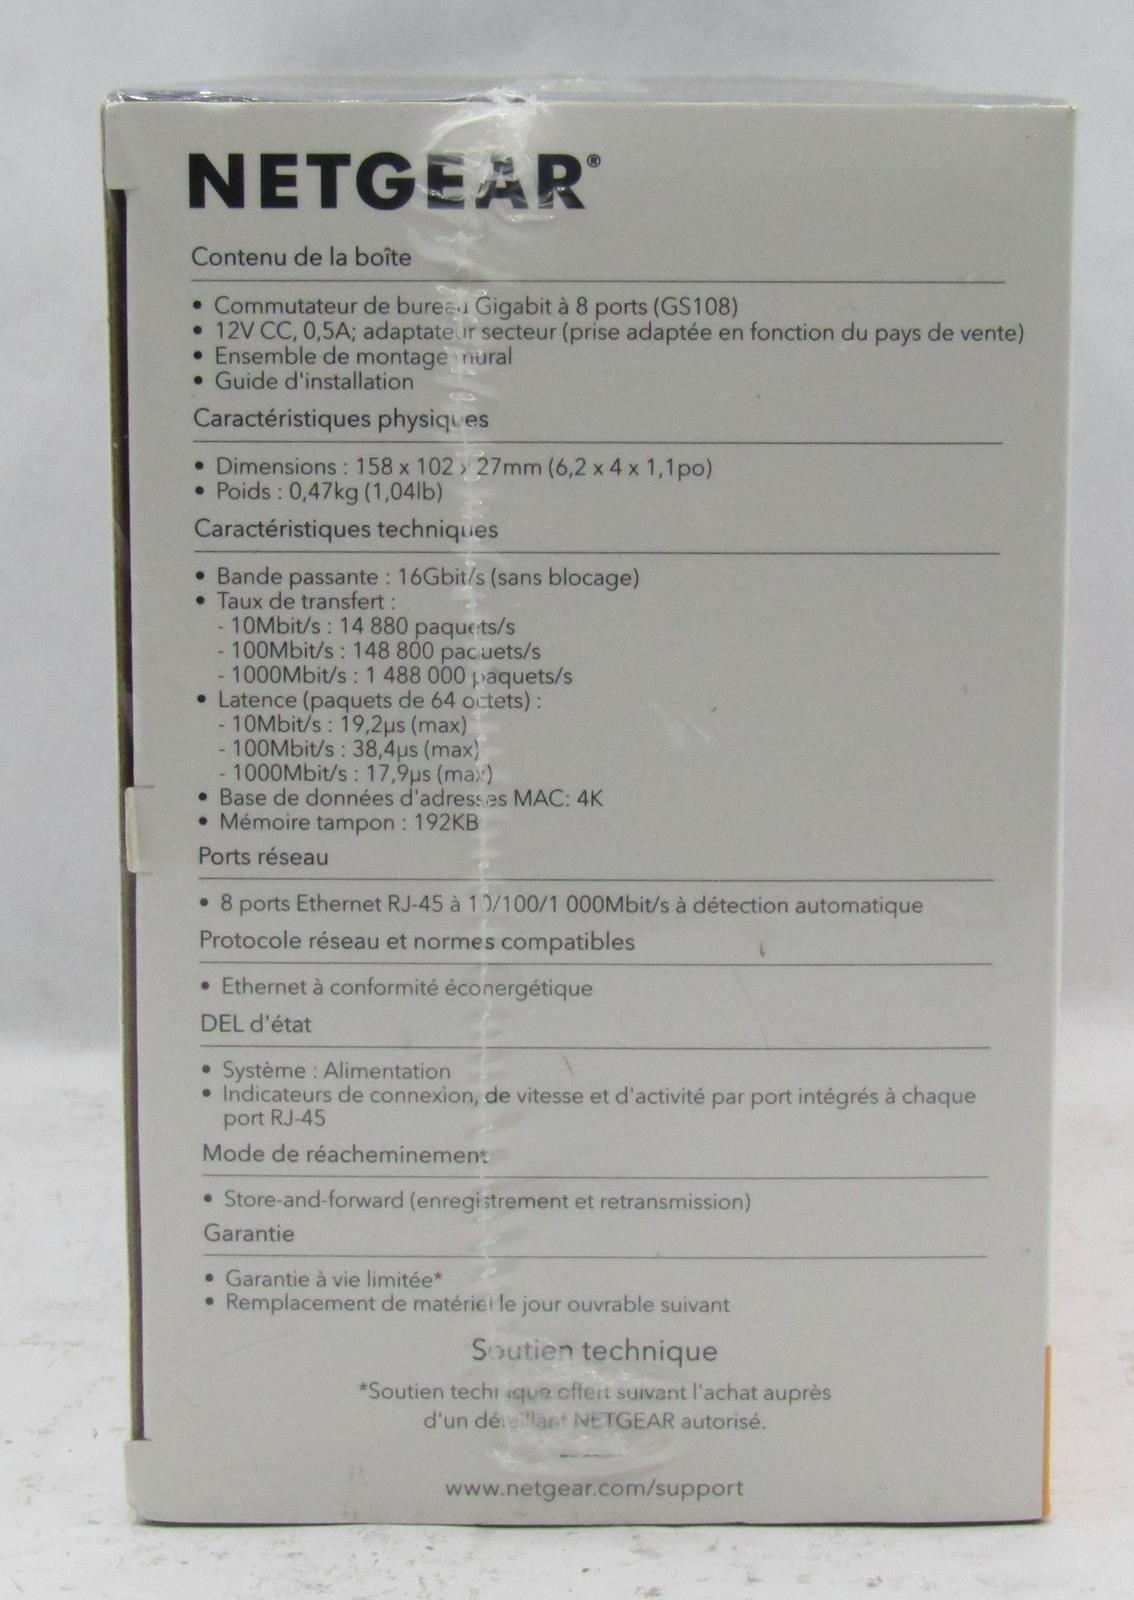 NETGEAR®
Contenu de la boîte
• Commutateur de bureau Gigabit à 8 ports (GS108)
• 12V CC, 0,5A; adaptateur secteur (prise adaptée en fonction du pays de vente)
• Ensemble de montage mural
• Guide d'installation
Caractéristiques physiques
• Dimensions : 158 x 102 x 27mm (6,2 x 4 x 1,1po)
• Poids : 0,47kg (1,04lb)
Caractéristiques techniques
• Bande passante : 16Gbit/s (sans blocage)
• Taux de transfert :
- 10Mbit/s : 14 880 paquets/s
- 100Mbit/s : 148 800 paquets/s
- 1000Mbit/s : 1 488 000 paquets/s
• Latence (paquets de 64 octets) :
- 10Mbit/s : 19,2µs (max)
- 100Mbit/s : 38,4µs (max)
- 1000Mbit/s : 17,9µs (max)
• Base de données d'adresses MAC: 4K
• Mémoire tampon : 192KB
Ports réseau
• 8 ports Ethernet RJ-45 à 10/100/1 000Mbit/s à détection automatique
Protocole réseau et normes compatibles
• Ethernet à conformité éconergétique
DEL d'état
• Système : Alimentation
• Indicateurs de connexion, de vitesse et d'activité par port intégrés à chaque
port RJ-45
Mode de réacheminement
• Store-and-forward (enregistrement et retransmission)
Garantie
• Garantie à vie limitée*
• Remplacement de matériel le jour ouvrable suivant
Soutien technique
*Soutien technique offert suivant l'achat auprès
d'un détaillant NETGEAR autorisé.
www.netgear.com/support